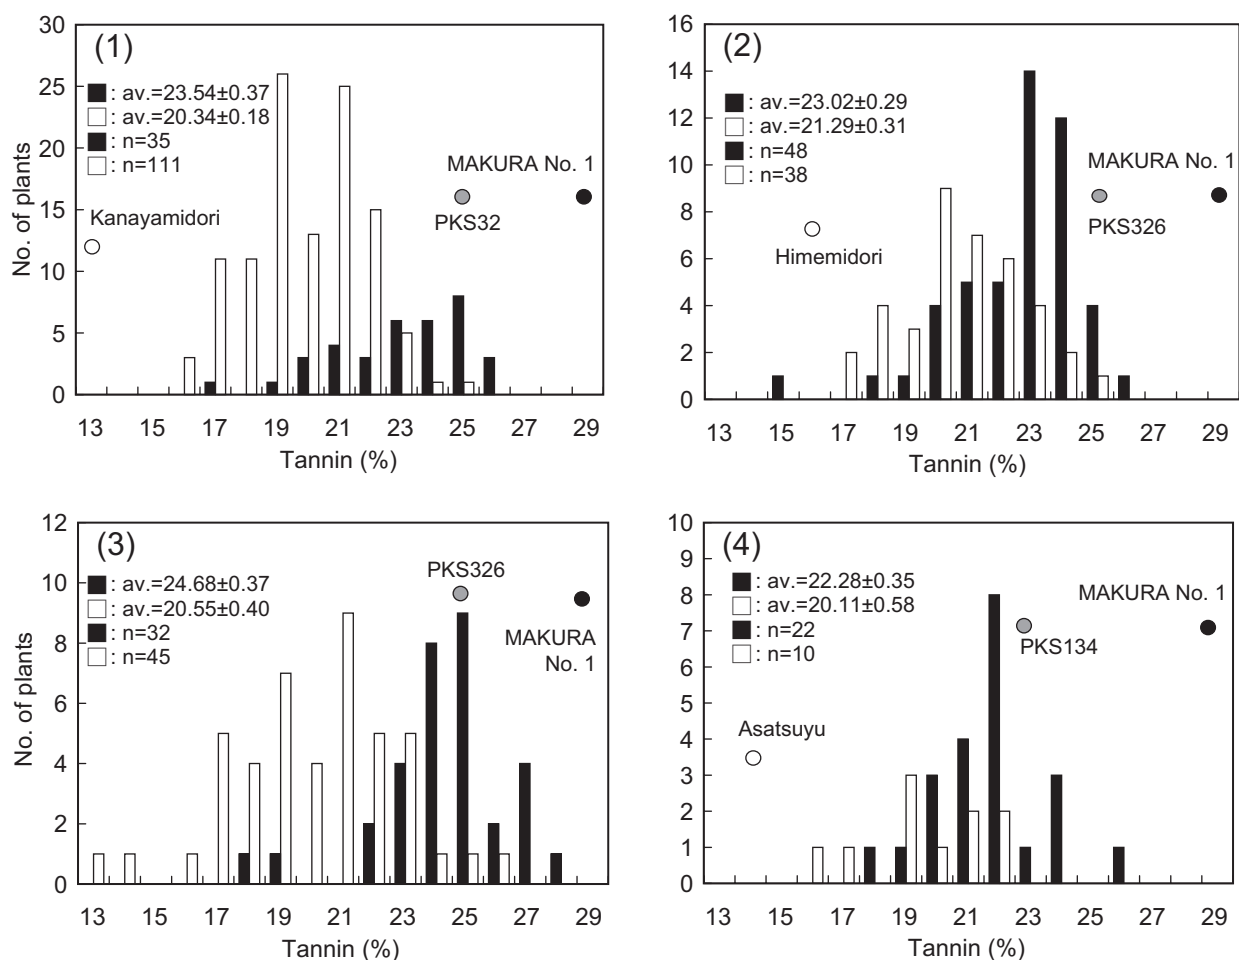 (1)
30
25
20
15
10
5
0
No. of plants
: av.=23.54±0.37
: av.=20.34±0.18
: n=35
: n=111
Kanayamidori
MAKURA No. 1
PKS32
13 15 17 19 21 23 25 27 29
Tannin (%)
(2)
16
14
12
10
8
6
4
2
0
: av.=23.02±0.29
: av.=21.29±0.31
: n=48
: n=38
Himemidori
MAKURA No. 1
PKS326
13 15 17 19 21 23 25 27 29
Tannin (%)
(3)
12
10
8
6
4
2
0
No. of plants
: av.=24.68±0.37
: av.=20.55±0.40
: n=32
: n=45
PKS326
MAKURA
No. 1
13 15 17 19 21 23 25 27 29
Tannin (%)
(4)
10
9
8
7
6
5
4
3
2
1
0
: av.=22.28±0.35
: av.=20.11±0.58
: n=22
: n=10
MAKURA No. 1
PKS134
Asatsuyu
13 15 17 19 21 23 25 27 29
Tannin (%)